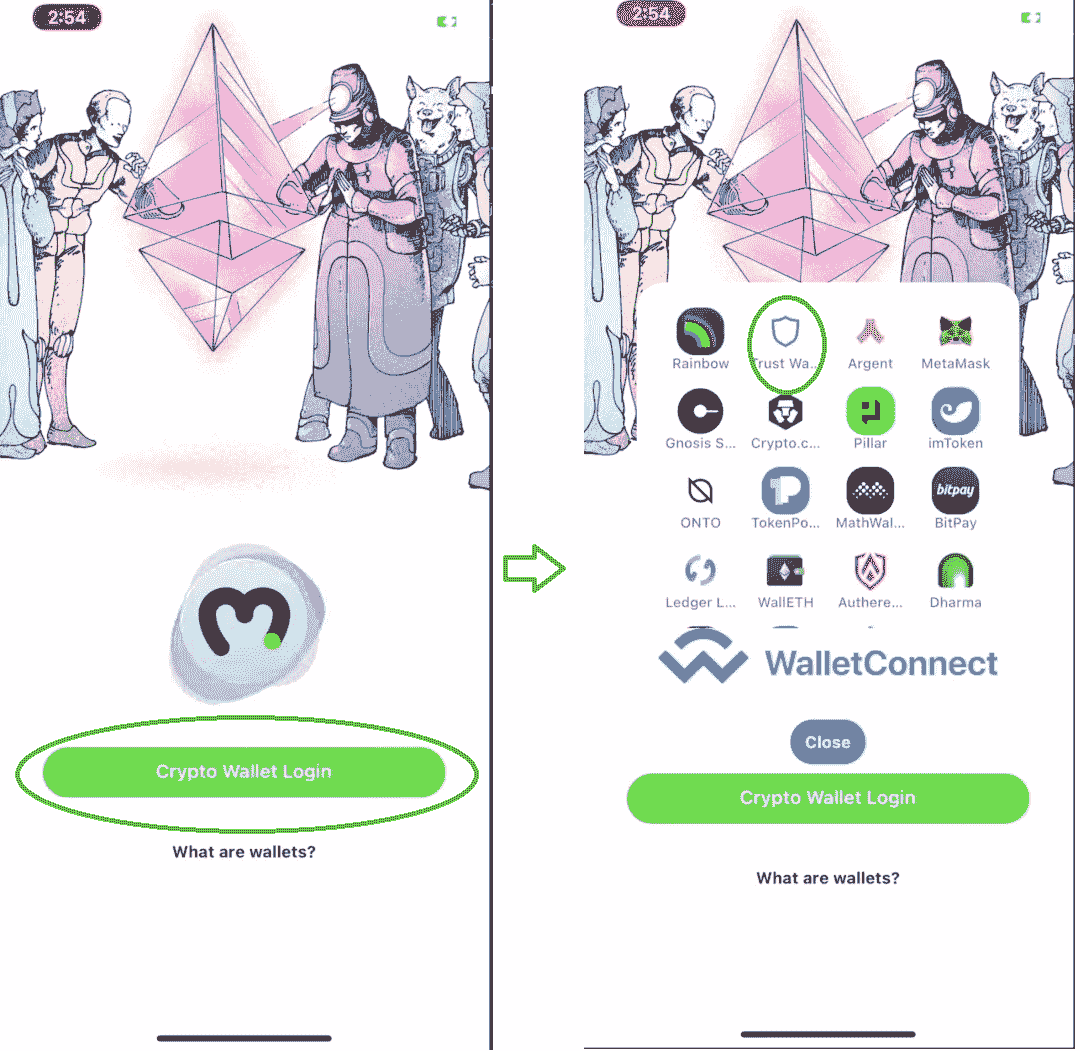 2:54
Crypto Wallet Login
What are wallets?
2:54
Rainbow
Trust Wa...
Argent
MetaMask
Gnosis S...
Crypto.c...
Pillar
imToken
ONTO
TokenPo...
MathWal...
bitpay
BitPay
Ledger L...
WallETH
Authere...
Dharma
WalletConnect
Close
Crypto Wallet Login
What are wallets?